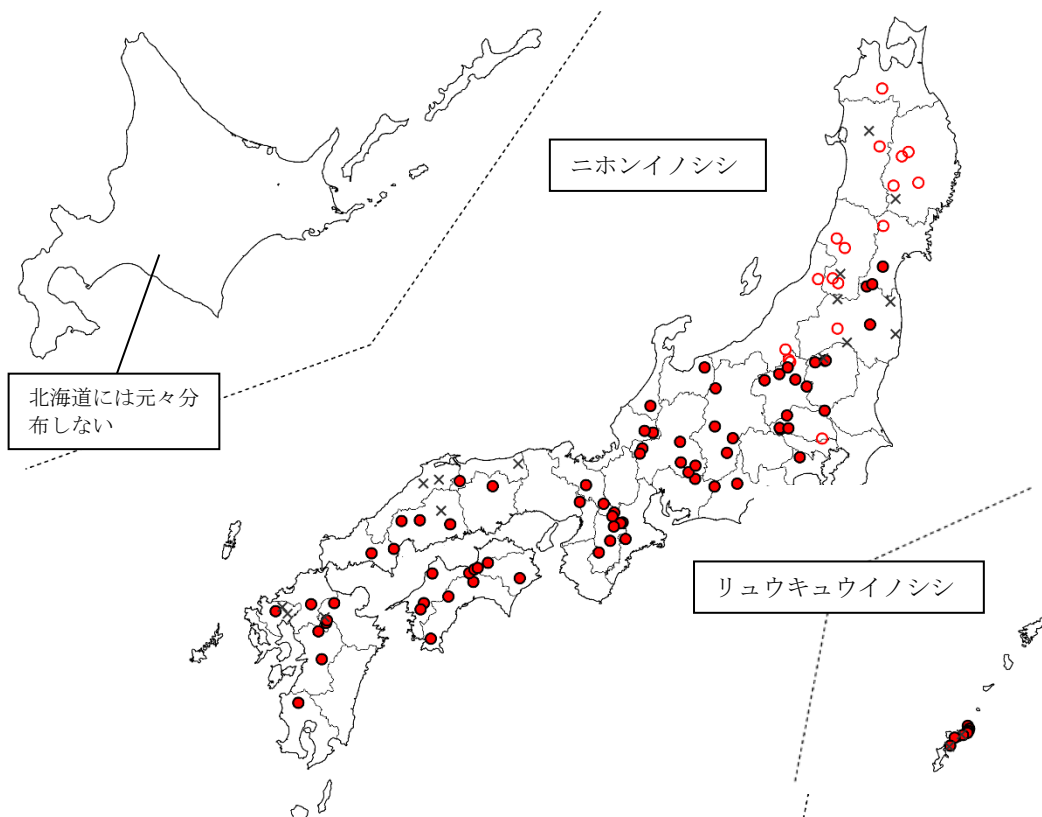 ニホンイノシシ
北海道には元々分
布しない
リュウキュウイノシシ